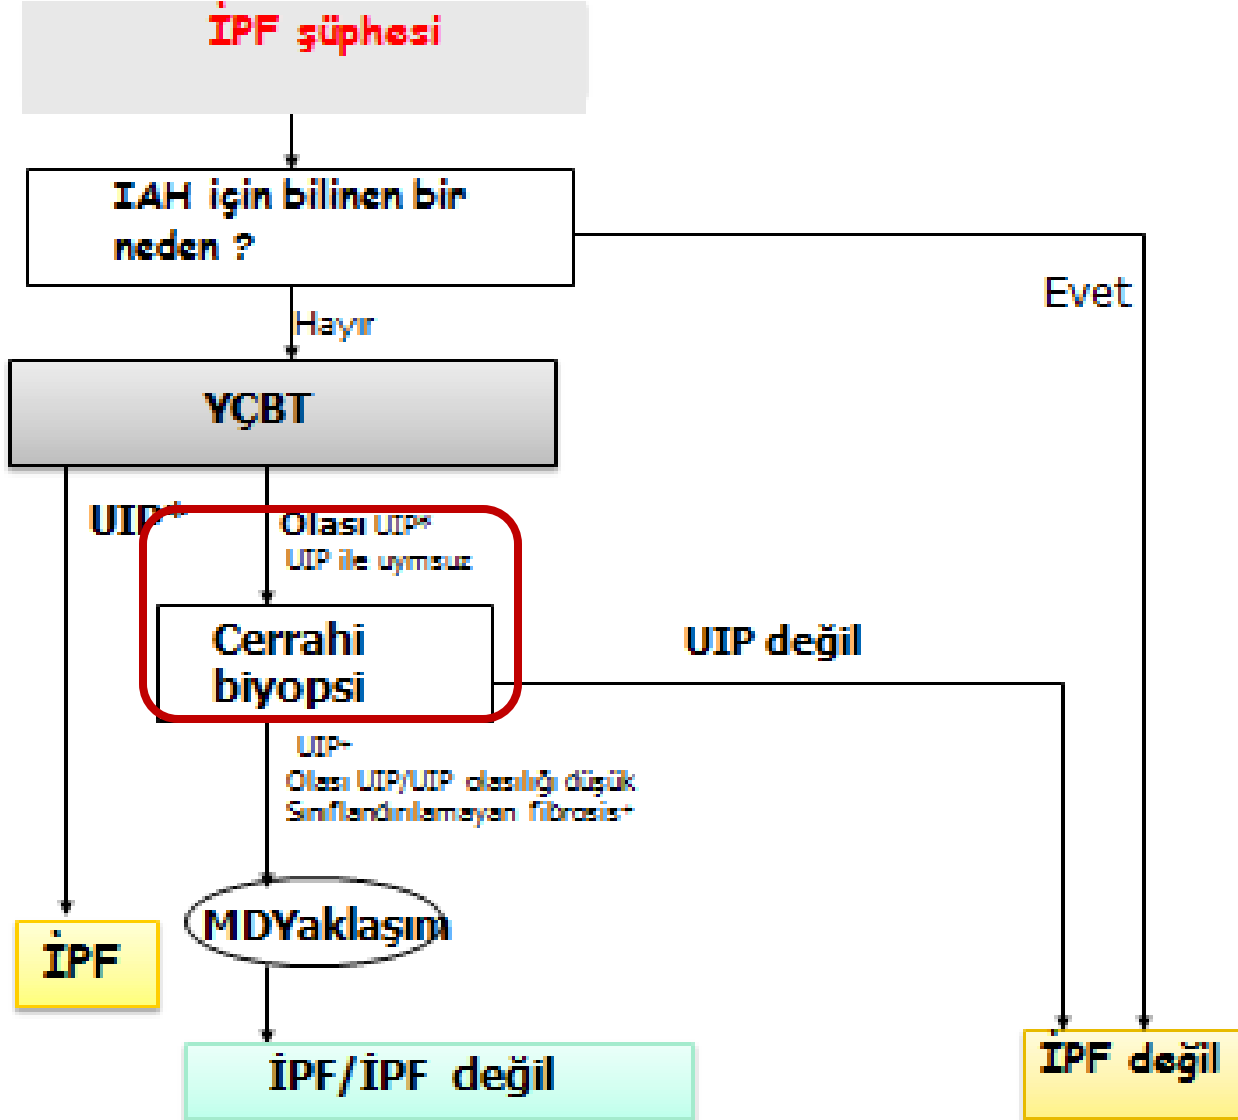 İPF şüphesi
IAH için bilinen bir
neden ?
Evet
Hayır
YÇBT
UIP*
Olası UIP*
UIP ile uymsuz
Cerrahi
biyopsi
UIP değil
UIP+
Olası UIP/UIP olasılığı düşük
Sınıflandırılamayan fibrosis+
MDYaklaşım
İPF
İPF/İPF değil
İPF değil